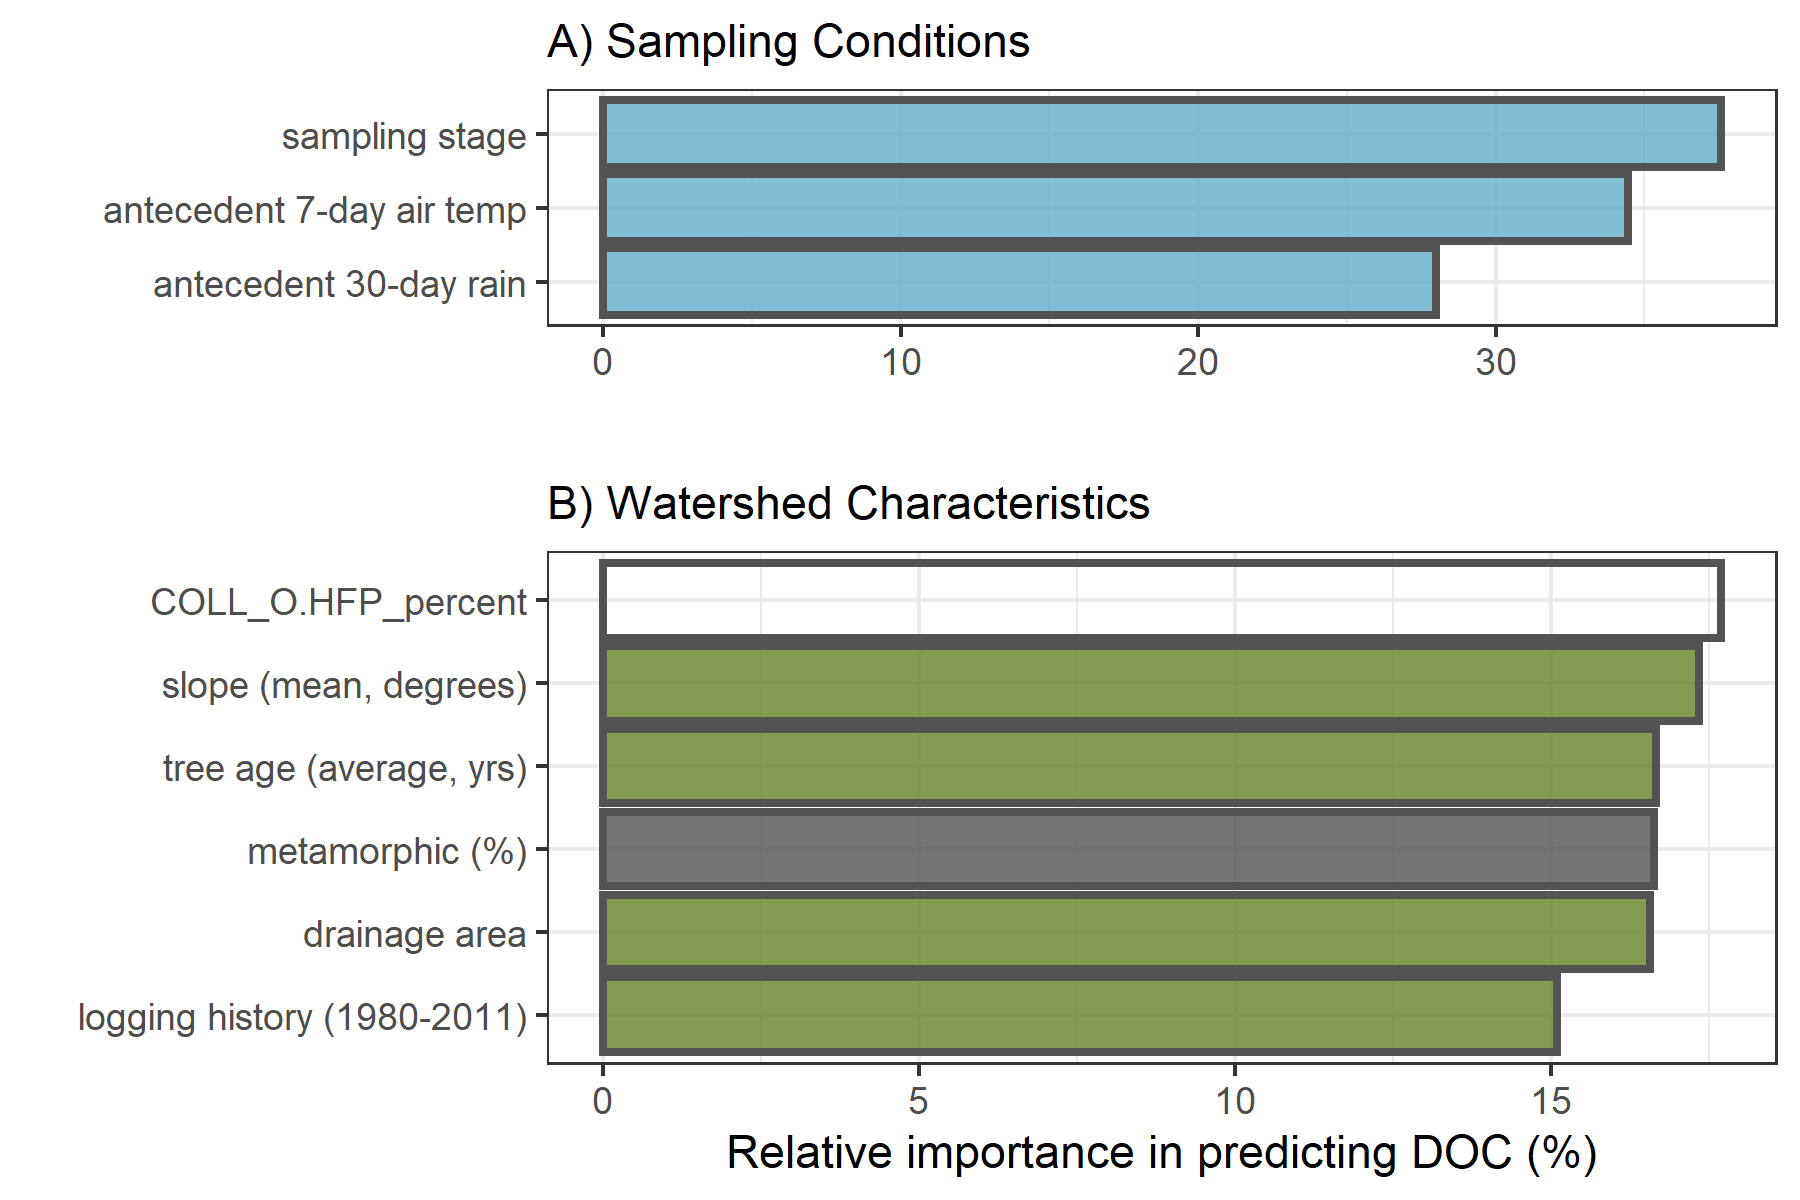 A) Sampling Conditions
sampling stage
antecedent 7-day air temp
antecedent 30-day rain
0 10 20 30
B) Watershed Characteristics
COLL_O.HFP_percent
slope (mean, degrees)
tree age (average, yrs)
metamorphic (%)
drainage area
logging history (1980-2011)
0 5 10 15
Relative importance in predicting DOC (%)